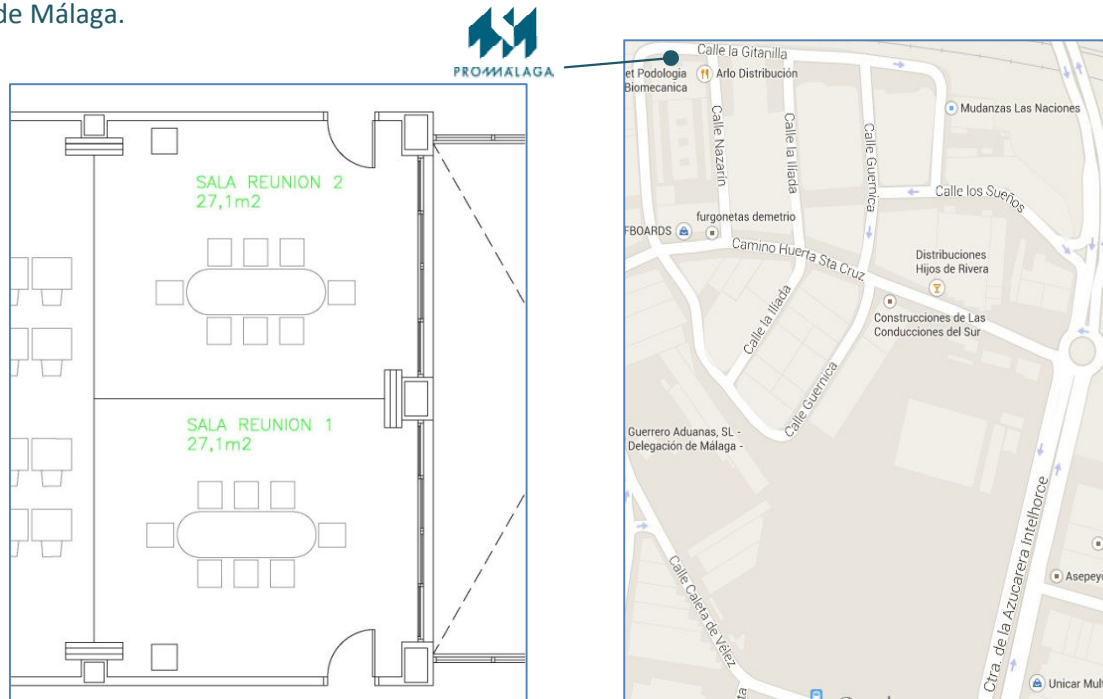 de Málaga.
PROMÁLAGA
SALA REUNION 2
27,1m2
SALA REUNION 1
27,1m2
Calle la Gitanilla
et Podologia
Biomecanica
Arlo Distribución
Mudanzas Las Naciones
Calle Nazarín
Calle la Ilíada
Calle Guernica
Calle los Sueños
furgonetas demetrio
FBOARDS
Camino Huerta Sta Cruz
Distribuciones
Hijos de Rivera
Construcciones de Las
Conducciones del Sur
Calle la Ilíada
Calle Guernica
Guerrero Aduanas, SL -
Delegación de Málaga -
Ctra. de la Azucarera Intelhorce
Asepeyo
Calle Caleta de Vélez
ta
Unicar Mult